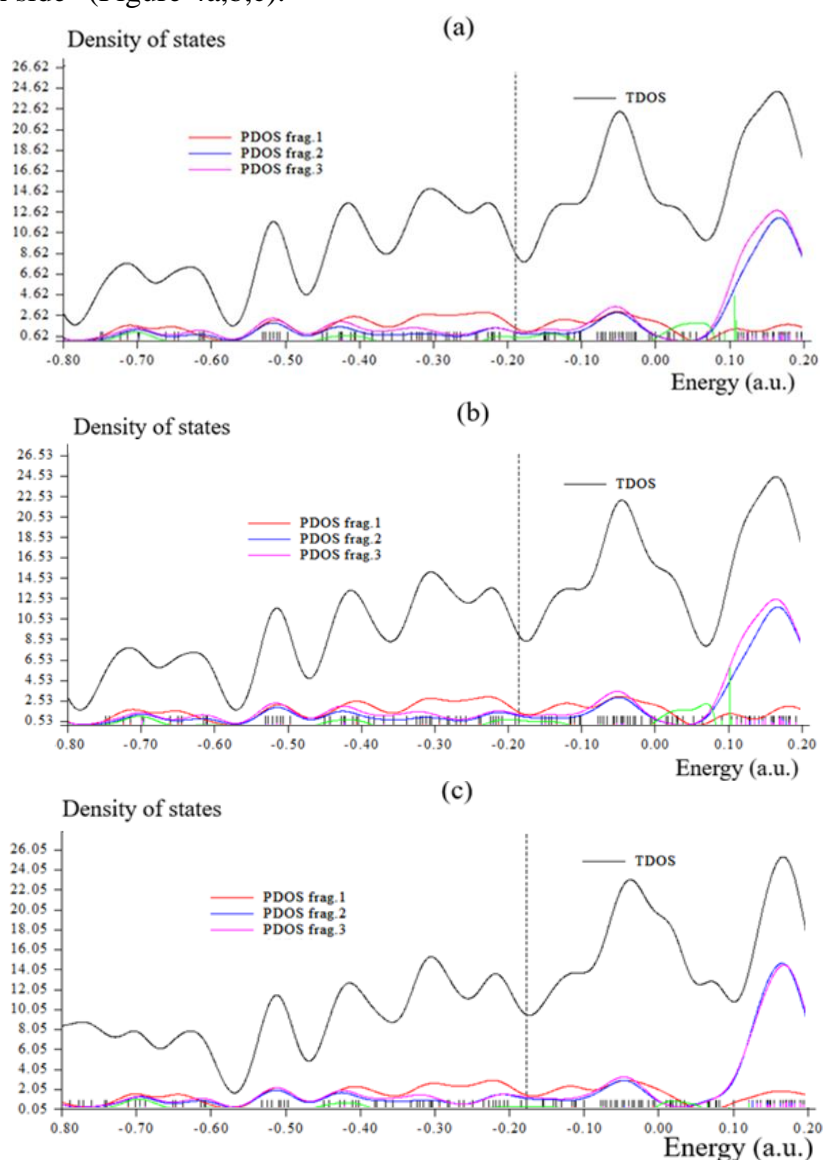 side (Figure 4a,b,c).
(a)
Density of states
26.62
24.62
22.62
20.62
18.62
16.62
14.62
12.62
10.62
8.62
6.62
4.62
2.62
0.62
TDOS
PDOS frag.1
PDOS frag.2
PDOS frag.3
-0.80 -0.70 -0.60 -0.50 -0.40 -0.30 -0.20 -0.10 0.00 0.10 0.20
Energy (a.u.)
(b)
Density of states
26.53
24.53
22.53
20.53
18.53
16.53
14.53
12.53
10.53
8.53
6.53
4.53
2.53
0.53
TDOS
PDOS frag.1
PDOS frag.2
PDOS frag.3
0.80 -0.70 -0.60 -0.50 -0.40 -0.30 -0.20 -0.10 0.00 0.10 0.20
Energy (a.u.)
(c)
Density of states
26.05
24.05
22.05
20.05
18.05
16.05
14.05
12.05
10.05
8.05
6.05
4.05
2.05
0.05
TDOS
PDOS frag.1
PDOS frag.2
PDOS frag.3
0.80 -0.70 -0.60 -0.50 -0.40 -0.30 -0.20 -0.10 0.00 0.10 0.20
Energy (a.u.)